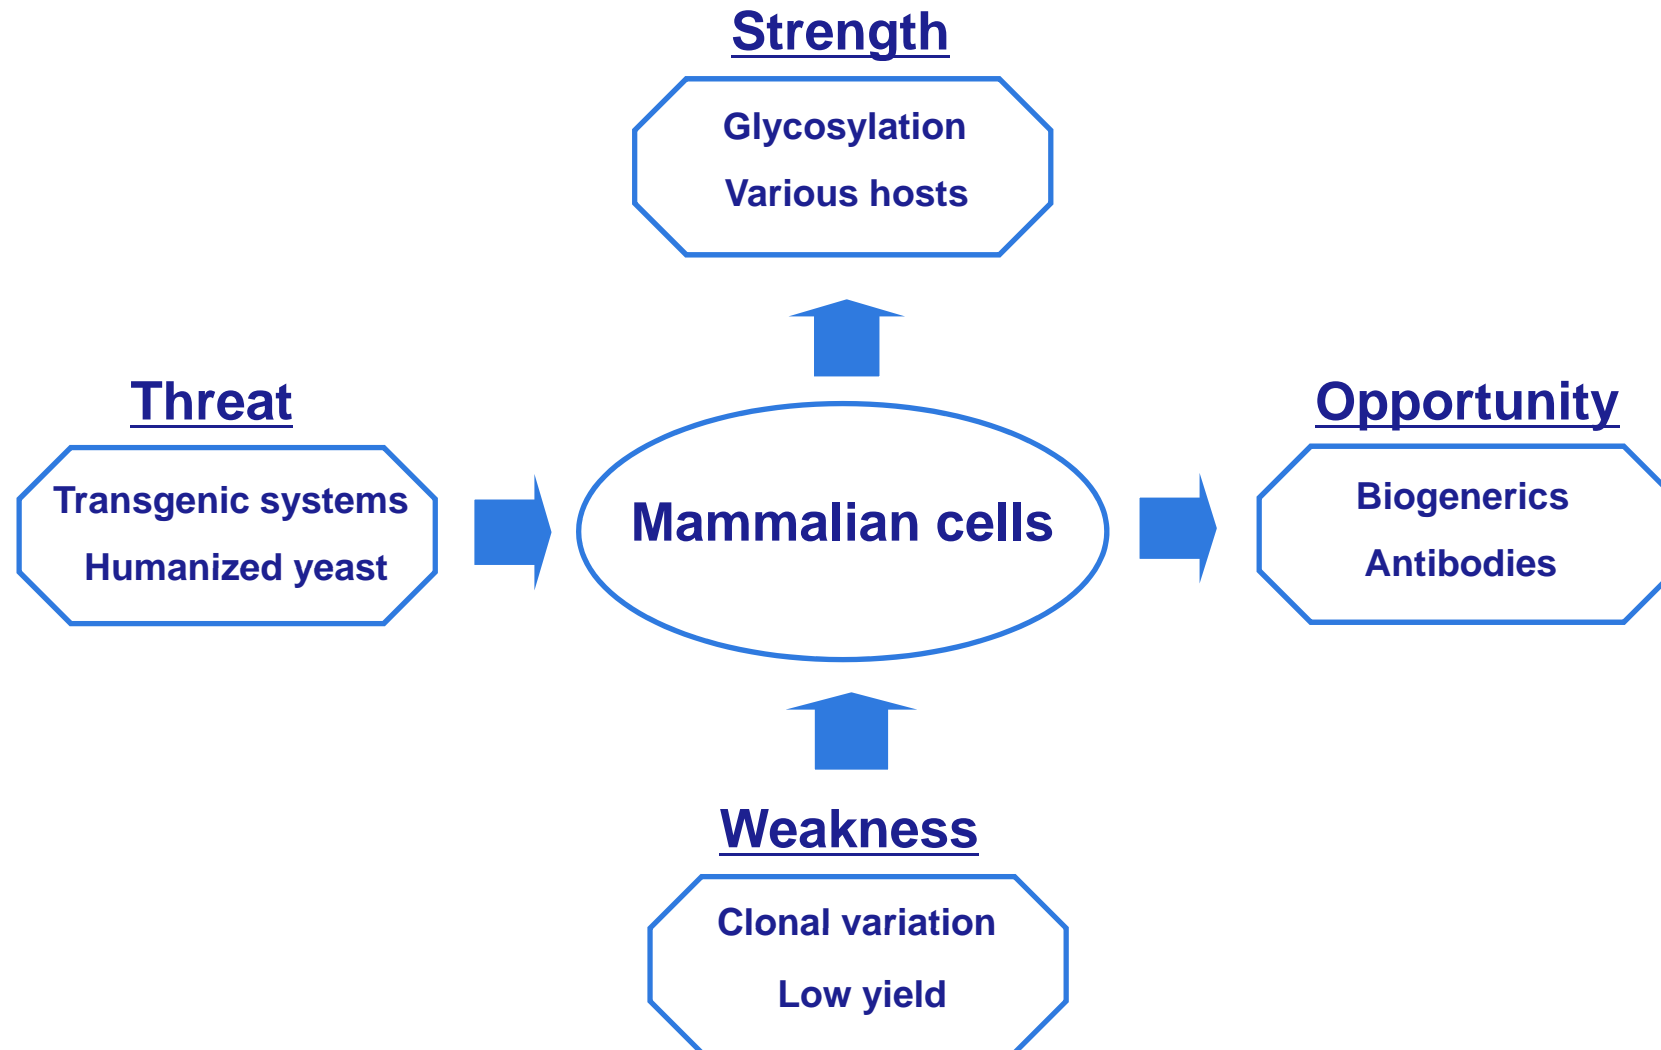 Strength
Glycosylation
Various hosts
Threat
Transgenic systems
Humanized yeast
Mammalian cells
Opportunity
Biogenerics
Antibodies
Weakness
Clonal variation
Low yield